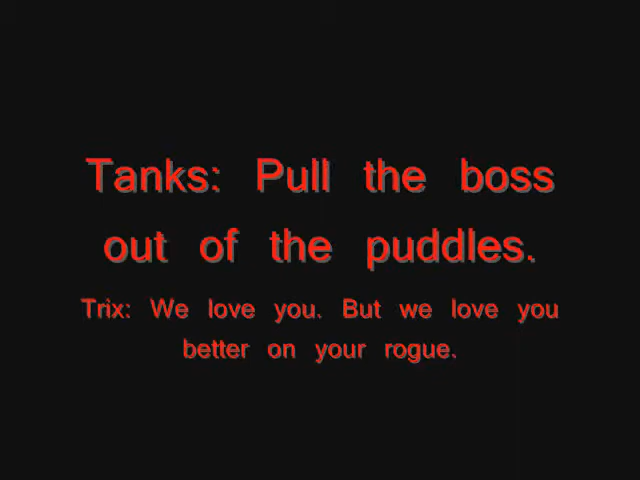 Tanks: Pull the boss
out of the puddles.
Trix: We love you. But we love you
better on your rogue.